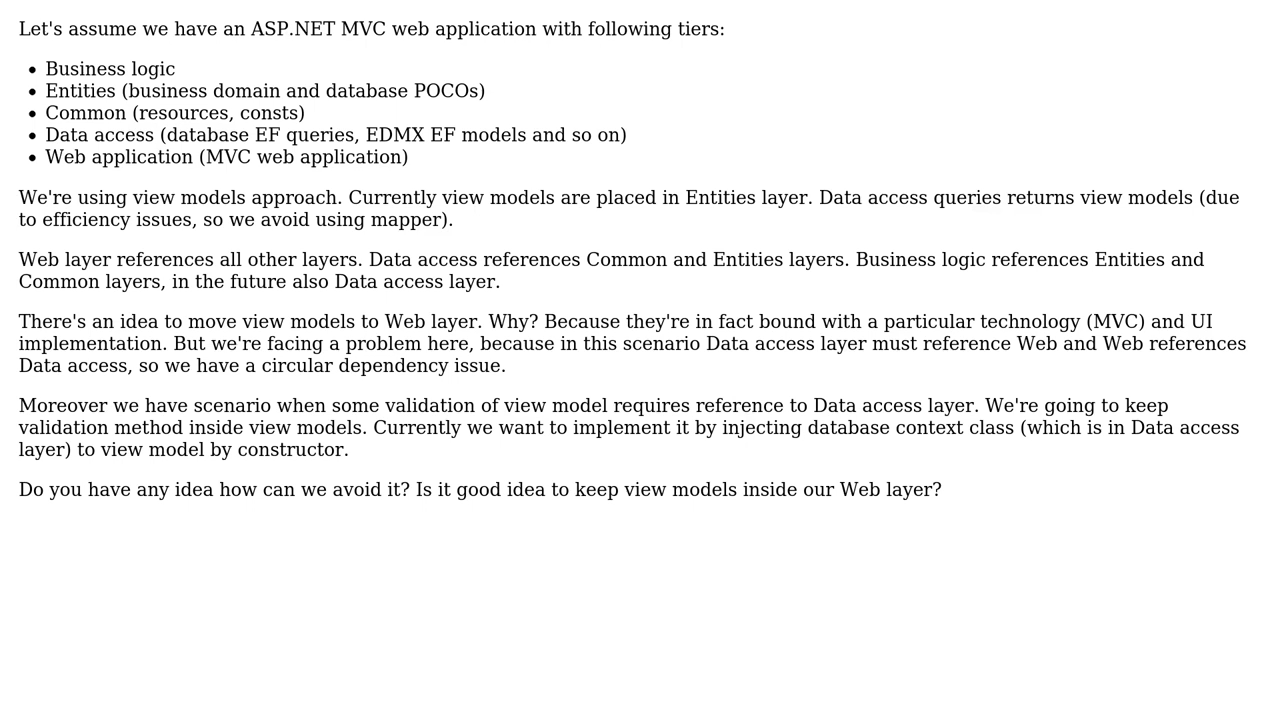 Let's assume we have an ASP.NET MVC web application with following tiers:
• Business logic
• Entities (business domain and database POCOs)
• Common (resources, consts)
• Data access (database EF queries, EDMX EF models and so on)
• Web application (MVC web application)
We're using view models approach. Currently view models are placed in Entities layer. Data access queries returns view models (due
to efficiency issues, so we avoid using mapper).
Web layer references all other layers. Data access references Common and Entities layers. Business logic references Entities and
Common layers, in the future also Data access layer.
There's an idea to move view models to Web layer. Why? Because they're in fact bound with a particular technology (MVC) and UI
implementation. But we're facing a problem here, because in this scenario Data access layer must reference Web and Web references
Data access, so we have a circular dependency issue.
Moreover we have scenario when some validation of view model requires reference to Data access layer. We're going to keep
validation method inside view models. Currently we want to implement it by injecting database context class (which is in Data access
layer) to view model by constructor.
Do you have any idea how can we avoid it? Is it good idea to keep view models inside our Web layer?